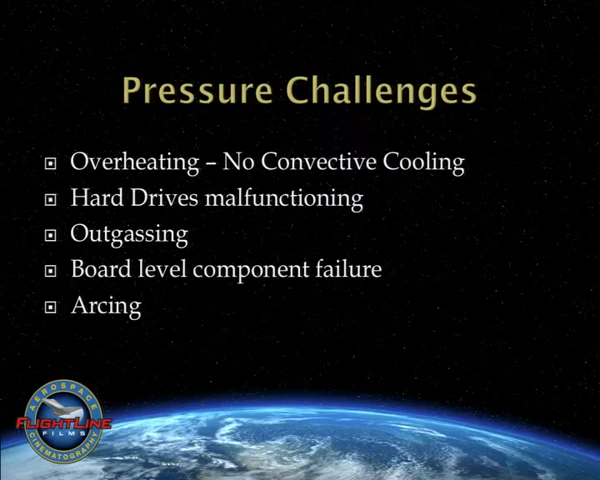 Pressure Challenges
Overheating – No Convective Cooling
Hard Drives malfunctioning
Outgassing
Board level component failure
Arcing
AEROSPACE
FLIGHTLINE
FILMS
CINEMATOGRAPHY